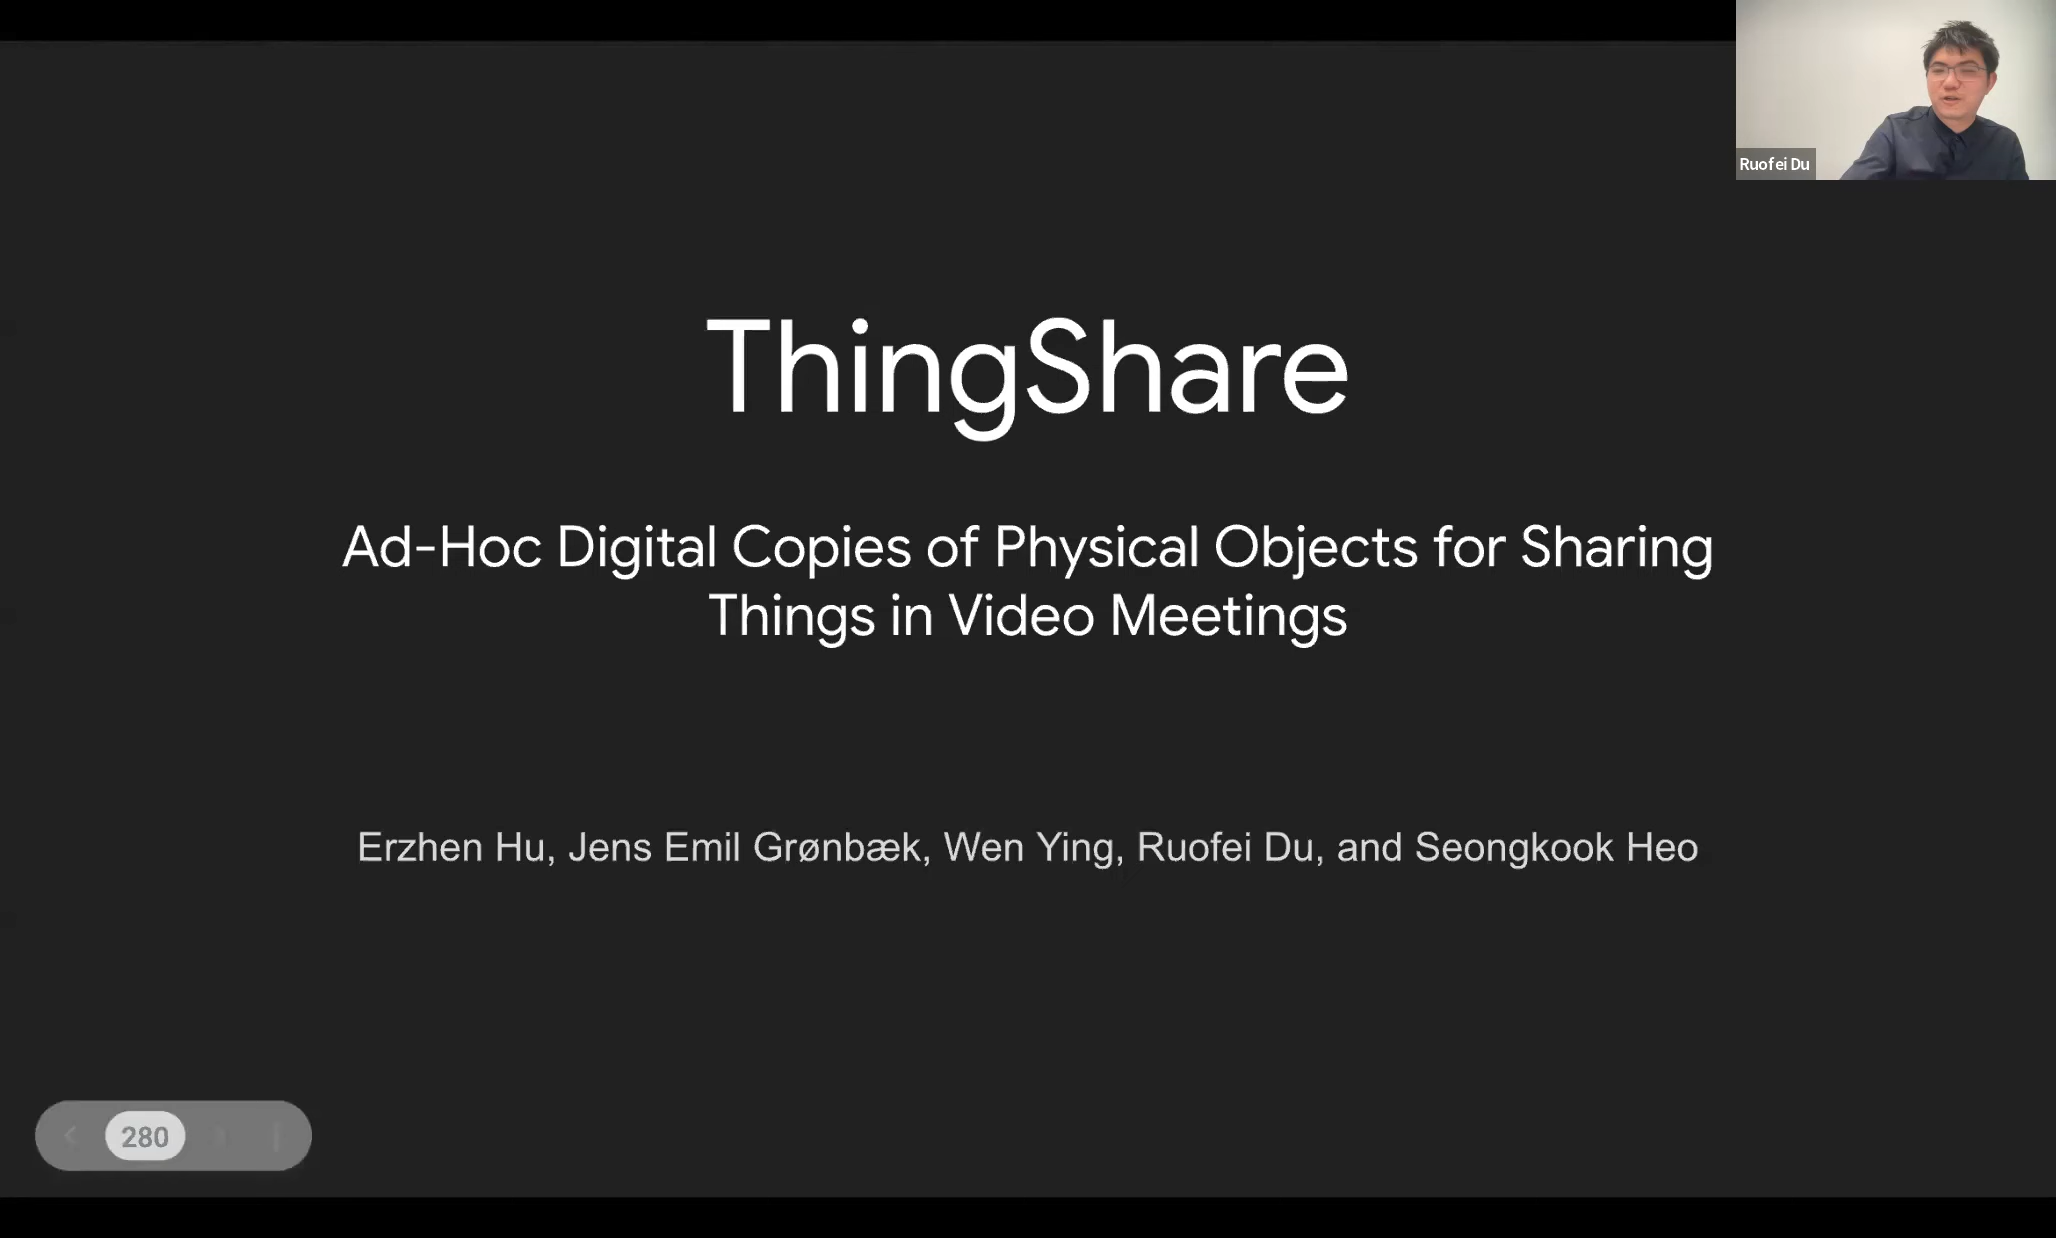 Ruofei Du
ThingShare
Ad-Hoc Digital Copies of Physical Objects for Sharing
Things in Video Meetings
Erzhen Hu, Jens Emil Grønbæk, Wen Ying, Ruofei Du, and Seongkook Heo
280